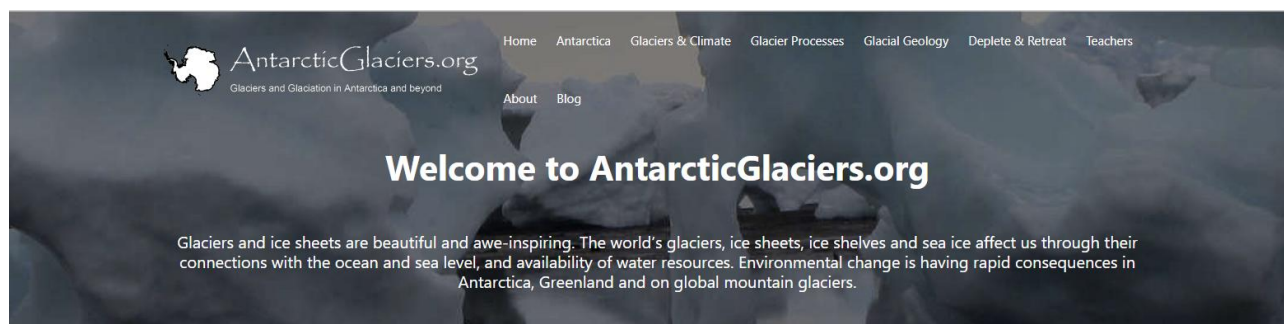 AntarcticGlaciers.org
Glaciers and Glaciation in Antarctica and beyond
Home Antarctica Glaciers & Climate Glacier Processes Glacial Geology Deplete & Retreat Teachers
About Blog
Welcome to AntarcticGlaciers.org
Glaciers and ice sheets are beautiful and awe-inspiring. The world's glaciers, ice sheets, ice shelves and sea ice affect us through their
connections with the ocean and sea level, and availability of water resources. Environmental change is having rapid consequences in
Antarctica, Greenland and on global mountain glaciers.